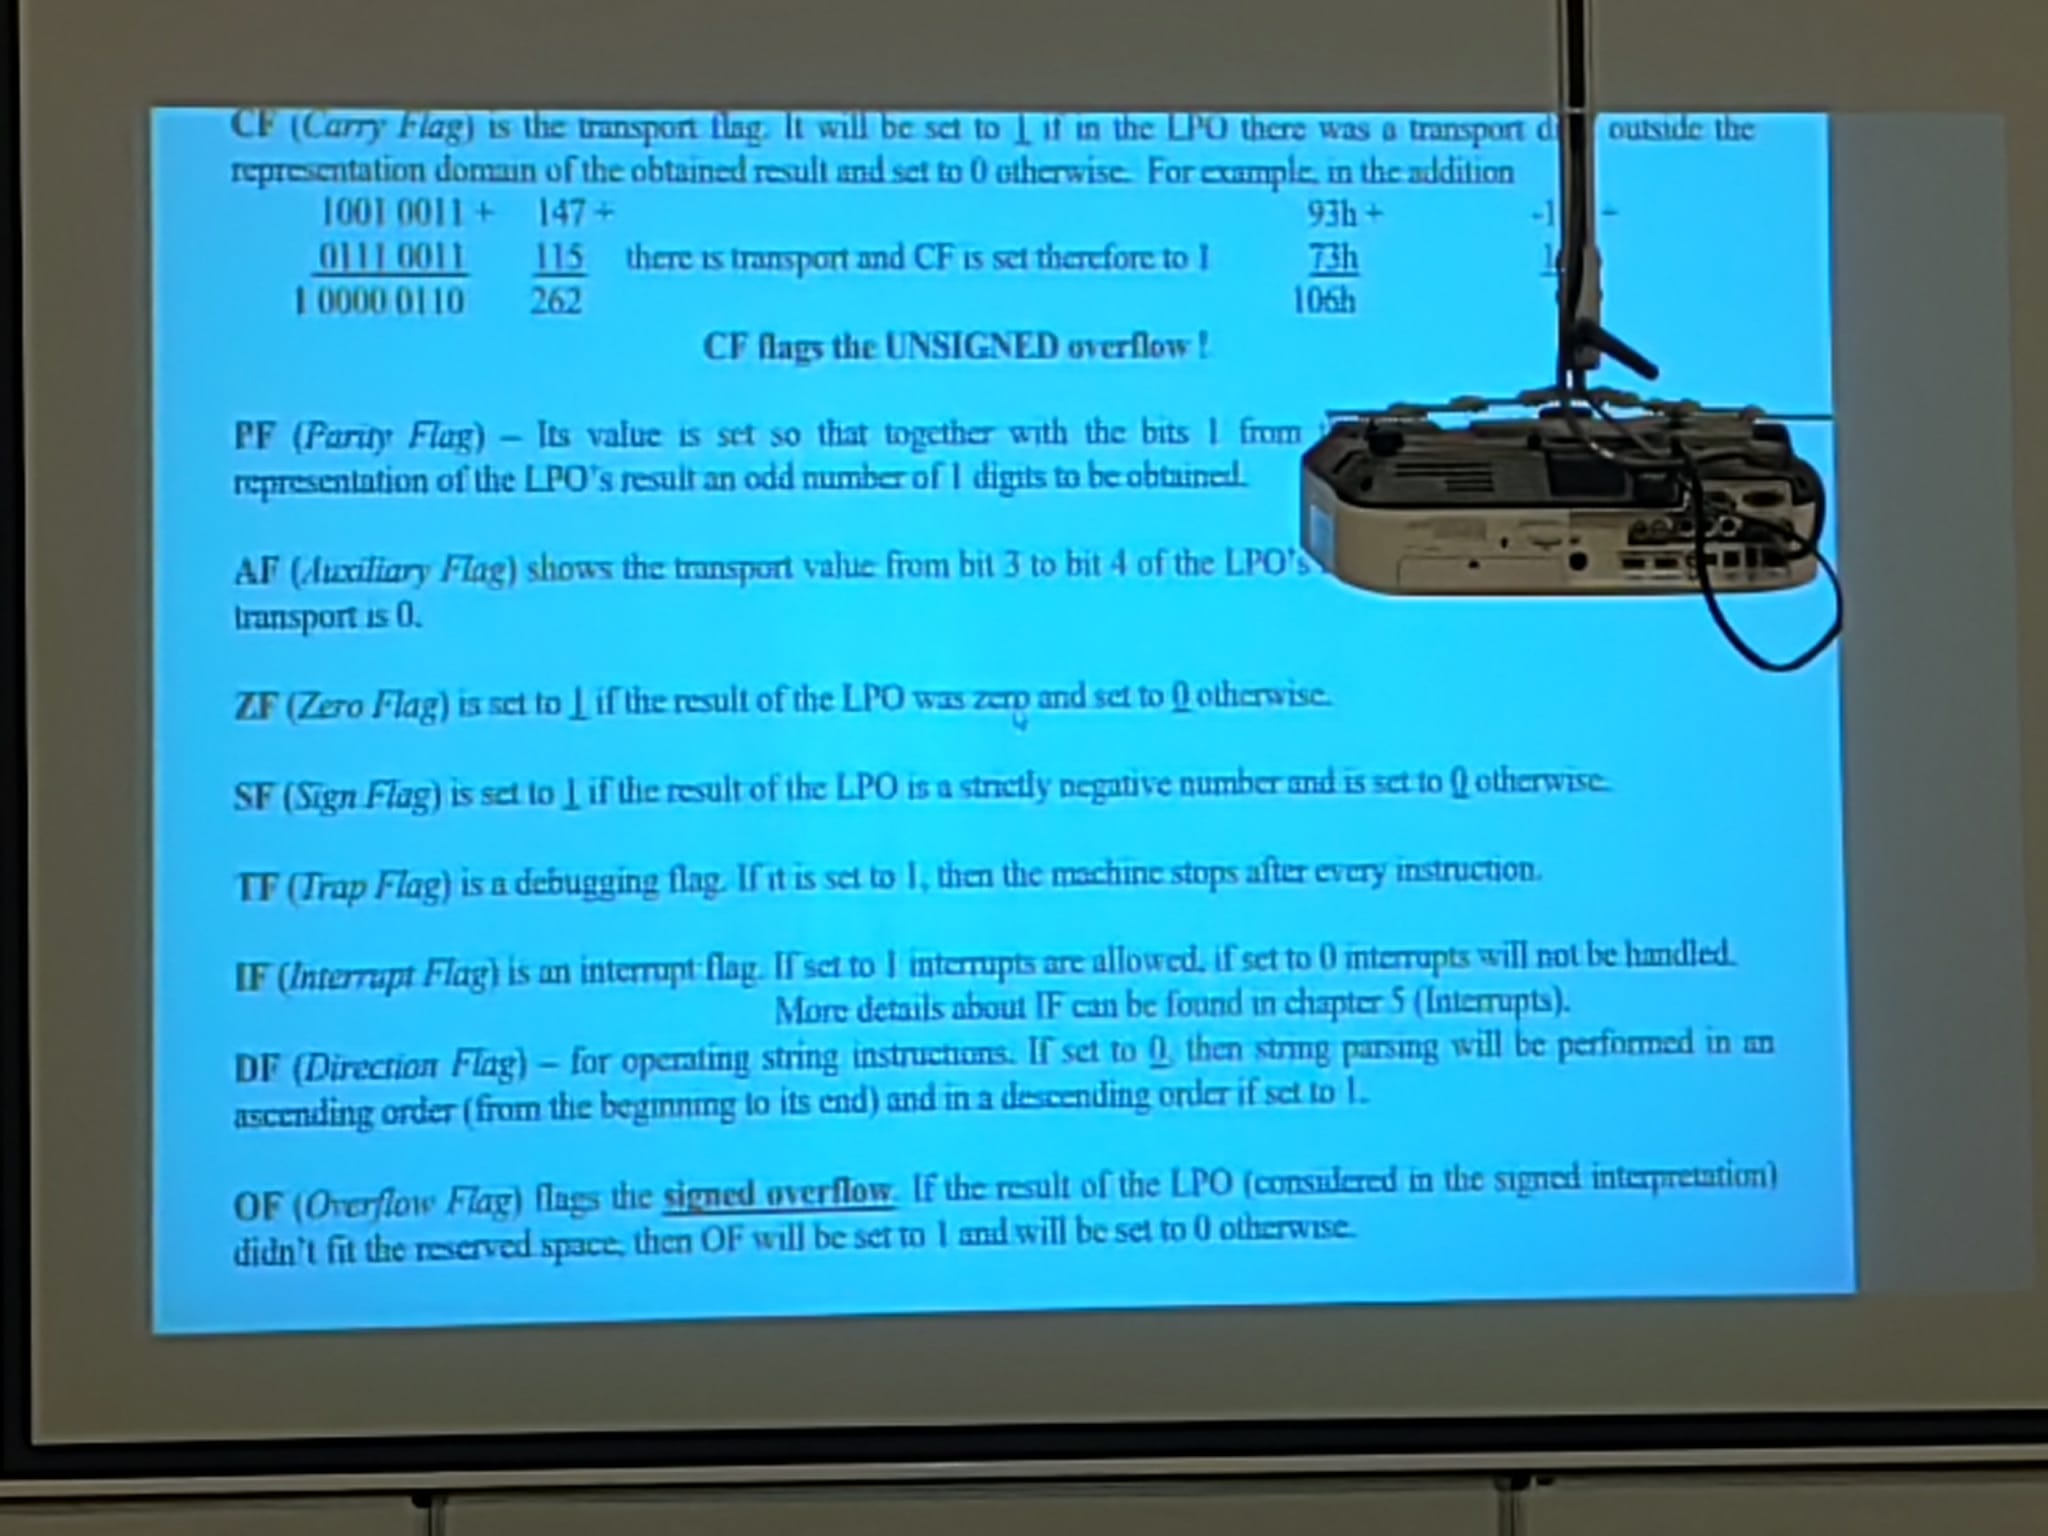 CF (Carry Flag) is the transport flag. It will be set to 1 if in the LPO there was a transport outside the
representation domain of the obtained result and set to 0 otherwise. For example, in the addition
1001 0011 + 147 + 93h + -1
0111 0011 115 there is transport and CF is set therefore to 1 73h 1
1 0000 0110 262 106h
CF flags the UNSIGNED overflow !
PF (Parity Flag) – Its value is set so that together with the bits 1 from
representation of the LPO's result an odd number of 1 digits to be obtained.
AF (Auxiliary Flag) shows the transport value from bit 3 to bit 4 of the LPO's
transport is 0.
ZF (Zero Flag) is set to 1 if the result of the LPO was zero and set to 0 otherwise.
SF (Sign Flag) is set to 1 if the result of the LPO is a strictly negative number and is set to 0 otherwise.
TF (Trap Flag) is a debugging flag. If it is set to 1, then the machine stops after every instruction.
IF (Interrupt Flag) is an interrupt flag. If set to 1 interrupts are allowed, if set to 0 interrupts will not be handled.
More details about IF can be found in chapter 5 (Interrupts).
DF (Direction Flag) – for operating string instructions. If set to 0, then string parsing will be performed in an
ascending order (from the beginning to its end) and in a descending order if set to 1.
OF (Overflow Flag) flags the signed overflow. If the result of the LPO (considered in the signed interpretation)
didn't fit the reserved space, then OF will be set to 1 and will be set to 0 otherwise.